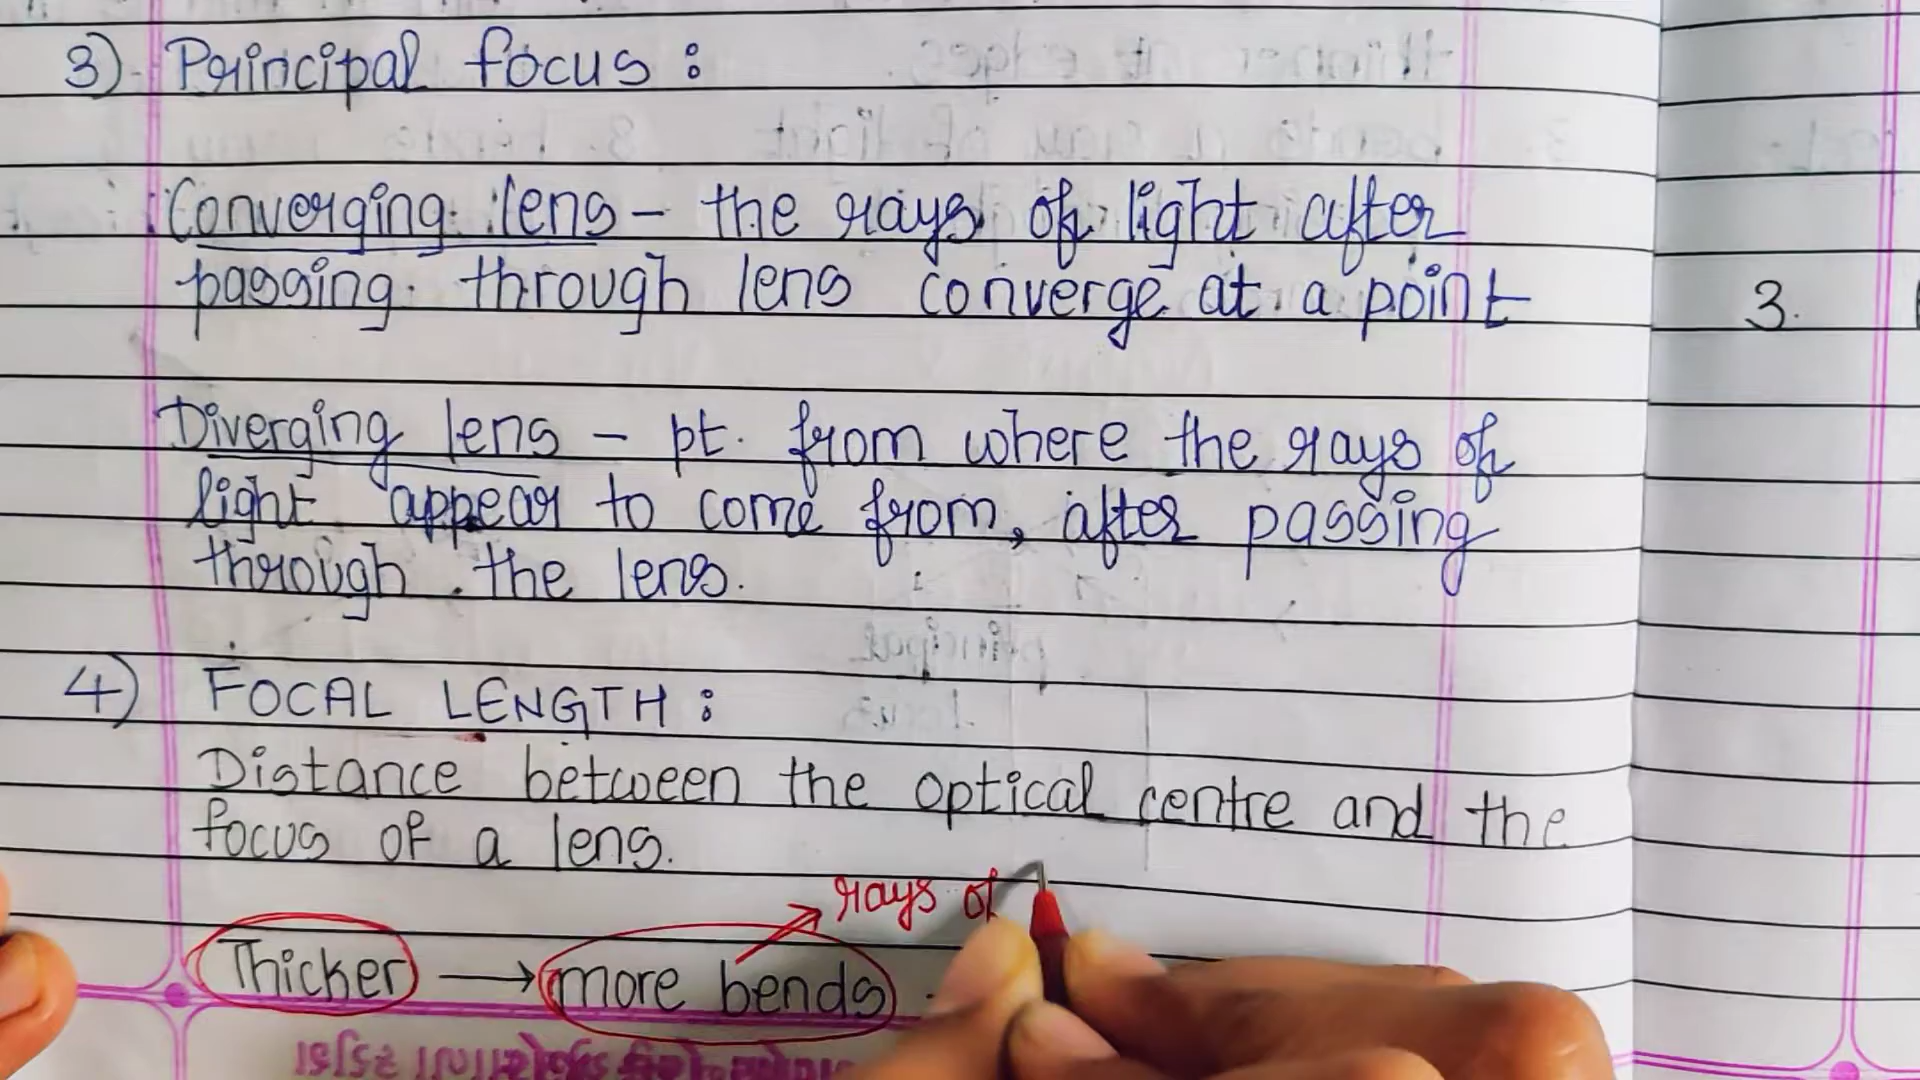 3) Principal focus :
Converging lens - the rays of light after
passing through lens converge at a point
3.
Diverging lens - pt. from where the rays of
light appear to come from, after passing
through the lens.
4) FOCAL LENGTH :
Distance between the optical centre and the
focus of a lens.
rays of
Thicker → more bends